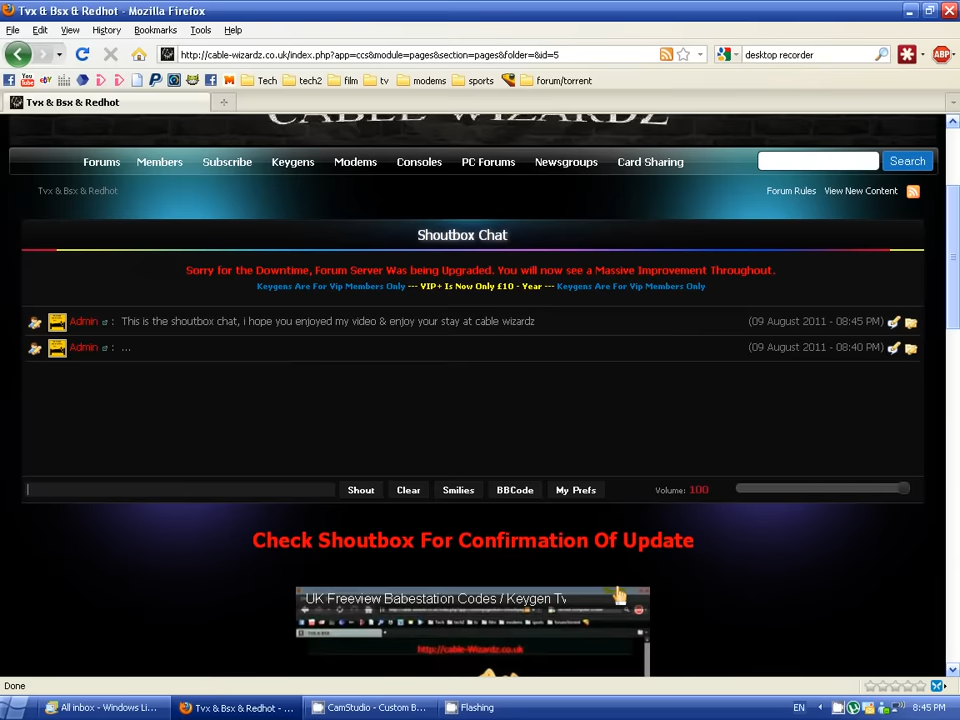 Tvx & Bsx & Redhot - Mozilla Firefox
File Edit View History Bookmarks Tools Help
http://cable-wizardz.co.uk/index.php?app=ccs&module=pages&section=pages&folder=&id=5
desktop recorder
Tech tech2 film tv modems sports forum/torrent
Tvx & Bsx & Redhot
CABLE WIZARDZ
Forums Members Subscribe Keygens Modems Consoles PC Forums Newsgroups Card Sharing Search
Tvx & Bsx & Redhot Forum Rules View New Content
Shoutbox Chat
Sorry for the Downtime, Forum Server Was being Upgraded. You will now see a Massive Improvement Throughout.
Keygens Are For Vip Members Only --- VIP+ Is Now Only £10 - Year --- Keygens Are For Vip Members Only
Admin : This is the shoutbox chat, i hope you enjoyed my video & enjoy your stay at cable wizardz (09 August 2011 - 08:45 PM)
Admin : ... (09 August 2011 - 08:40 PM)
Shout Clear Smilies BBCode My Prefs Volume: 100
Check Shoutbox For Confirmation Of Update
UK Freeview Babestation Codes / Keygen Tv
http://cable-Wizardz.co.uk
Done
All inbox - Windows Li... Tvx & Bsx & Redhot - ... CamStudio - Custom B... Flashing EN 8:45 PM